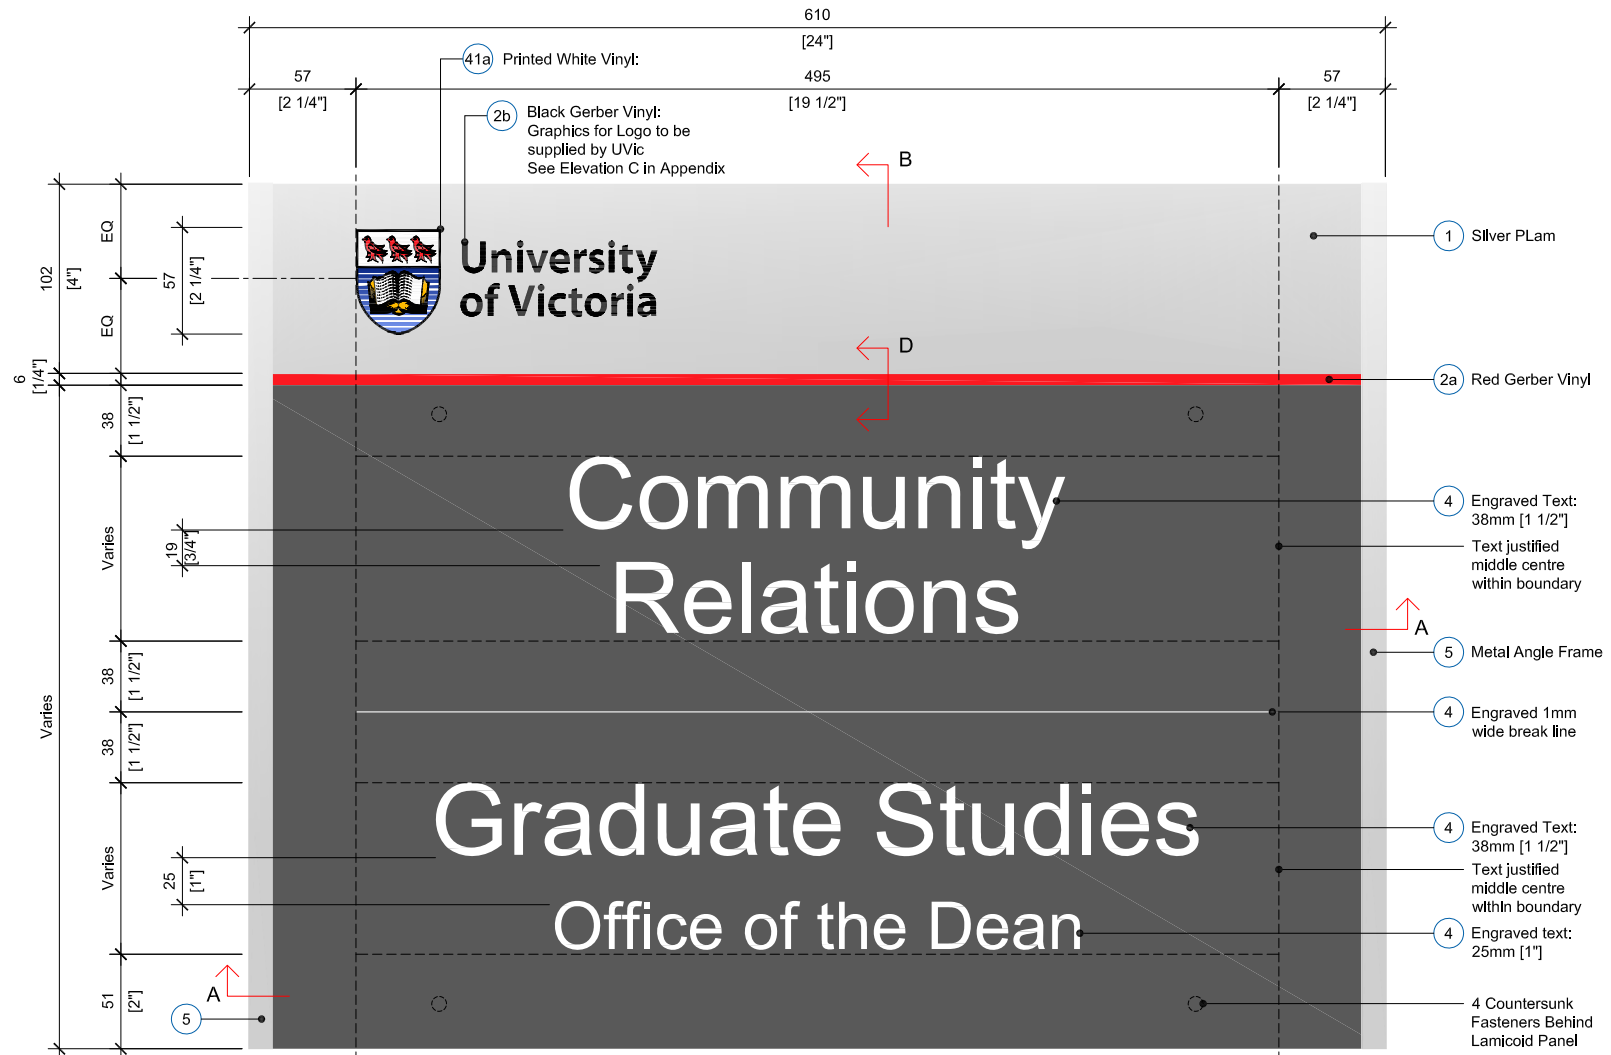 610
[24"]
57
[2 1/4"]
495
[19 1/2"]
57
[2 1/4"]
41a Printed White Vinyl:
2b Black Gerber Vinyl:
Graphics for Logo to be
supplied by UVic
See Elevation C in Appendix
B
102
[4"]
EQ
EQ
57
[2 1/4"]
University
of Victoria
1 Silver PLam
D
6
[1/4"]
2a Red Gerber Vinyl
38
[1 1/2"]
Community
Relations
4 Engraved Text:
38mm [1 1/2"]
Text justified
middle centre
within boundary
Varies
19
[3/4"]
A
5 Metal Angle Frame
38
[1 1/2"]
Varies
4 Engraved 1mm
wide break line
38
[1 1/2"]
Graduate Studies
Office of the Dean
4 Engraved Text:
38mm [1 1/2"]
Text justified
middle centre
within boundary
Varies
25
[1"]
4 Engraved text:
25mm [1"]
51
[2"]
A
5
4 Countersunk
Fasteners Behind
Lamicoid Panel